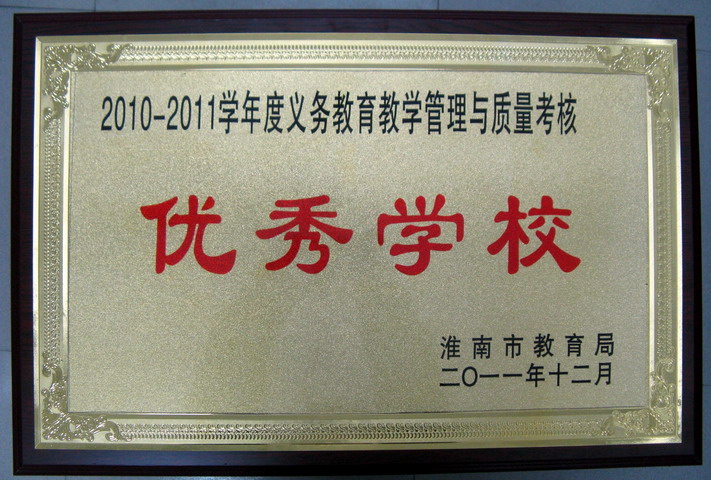 2010-2011学年度义务教育教学管理与质量考核
优秀学校
淮南市教育局
二〇一一年十二月